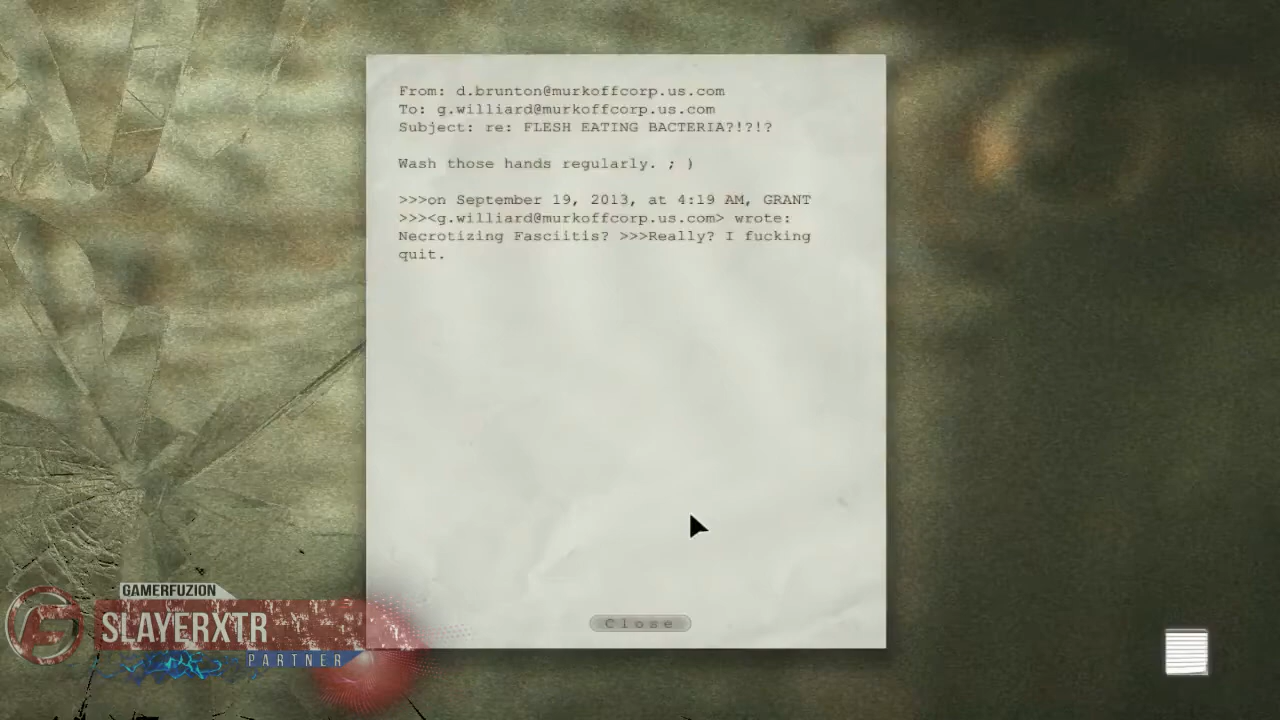 From: d.brunton@murkoffcorp.us.com
To: g.williard@murkoffcorp.us.com
Subject: re: FLESH EATING BACTERIA?!?!?
Wash those hands regularly. ; )
>>>on September 19, 2013, at 4:19 AM, GRANT
>>><g.williard@murkoffcorp.us.com> wrote:
Necrotizing Fasciitis? >>>Really? I fucking
quit.
Close
GAMERFUZION
SLAYERXTR
PARTNER